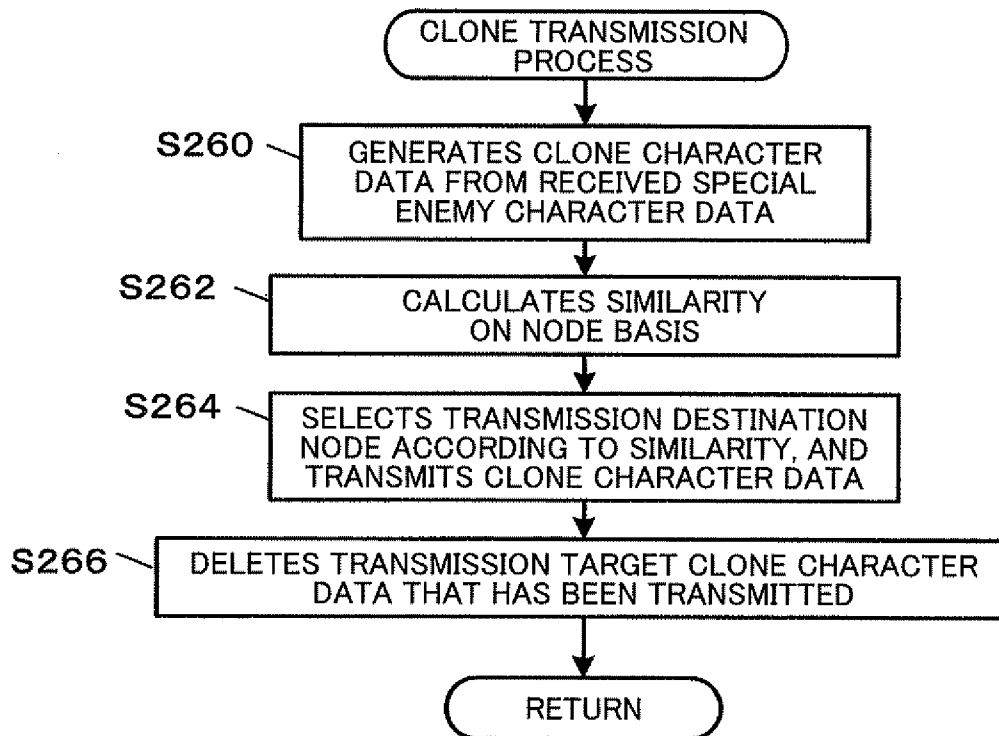 CLONE TRANSMISSION
PROCESS
S260
GENERATES CLONE CHARACTER
DATA FROM RECEIVED SPECIAL
ENEMY CHARACTER DATA
S262
CALCULATES SIMILARITY
ON NODE BASIS
S264
SELECTS TRANSMISSION DESTINATION
NODE ACCORDING TO SIMILARITY, AND
TRANSMITS CLONE CHARACTER DATA
S266
DELETES TRANSMISSION TARGET CLONE CHARACTER
DATA THAT HAS BEEN TRANSMITTED
RETURN